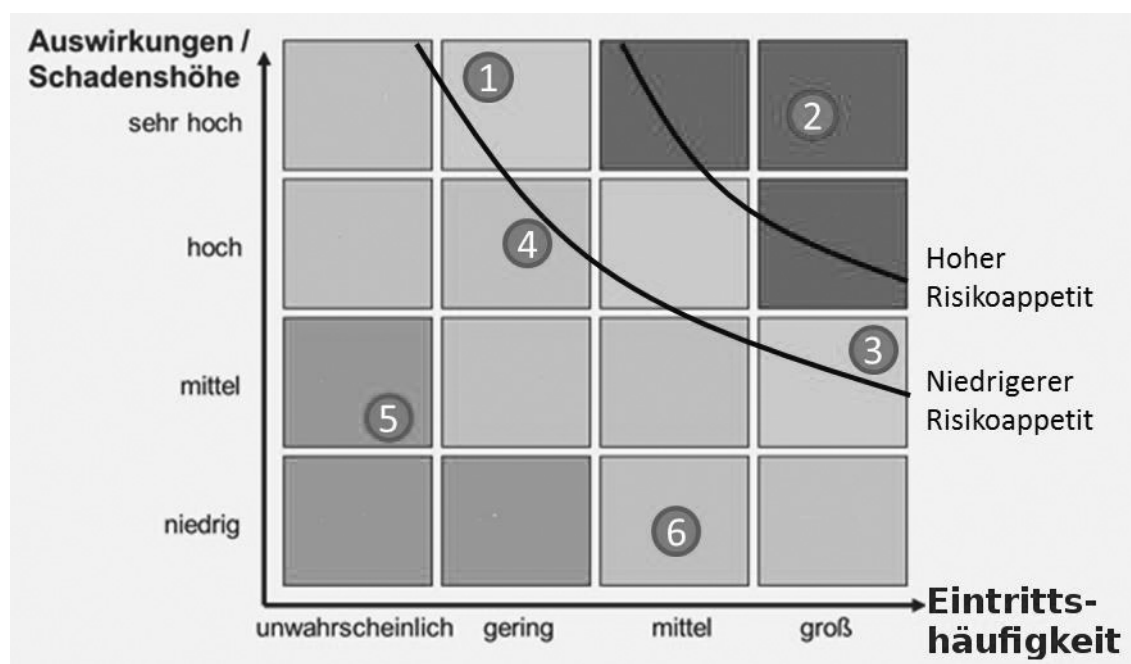 Auswirkungen /
Schadenshöhe
sehr hoch
hoch
mittel
niedrig
1
2
4
3
5
6
Hoher
Risikoappetit
Niedrigerer
Risikoappetit
unwahrscheinlich
gering
mittel
groß
Eintritts-
häufigkeit